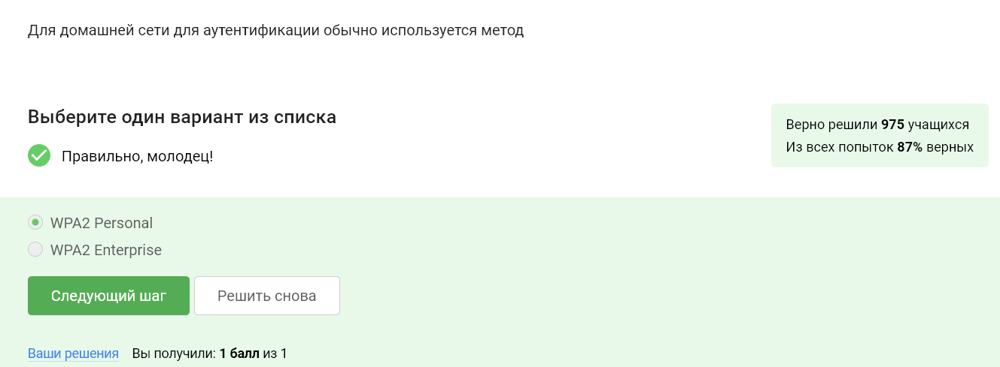 Для домашней сети для аутентификации обычно используется метод
Выберите один вариант из списка
Правильно, молодец!
Верно решили 975 учащихся
Из всех попыток 87% верных
WPA2 Personal
WPA2 Enterprise
Следующий шаг
Решить снова
Ваши решения Вы получили: 1 балл из 1